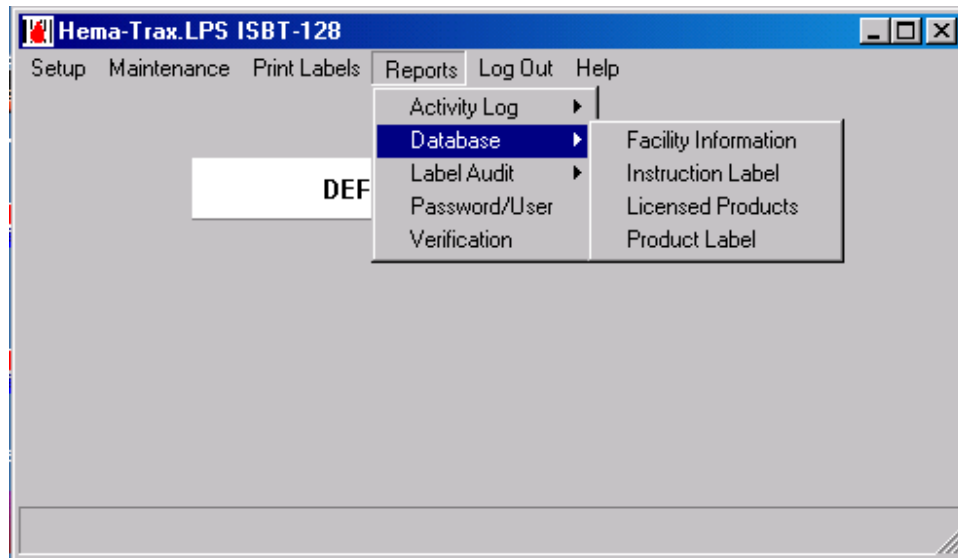 Hema-Trax.LPS ISBT-128
Setup Maintenance Print Labels Reports Log Out Help
Activity Log
Database
Label Audit
Password/User
Verification
Facility Information
Instruction Label
Licensed Products
Product Label
DEF